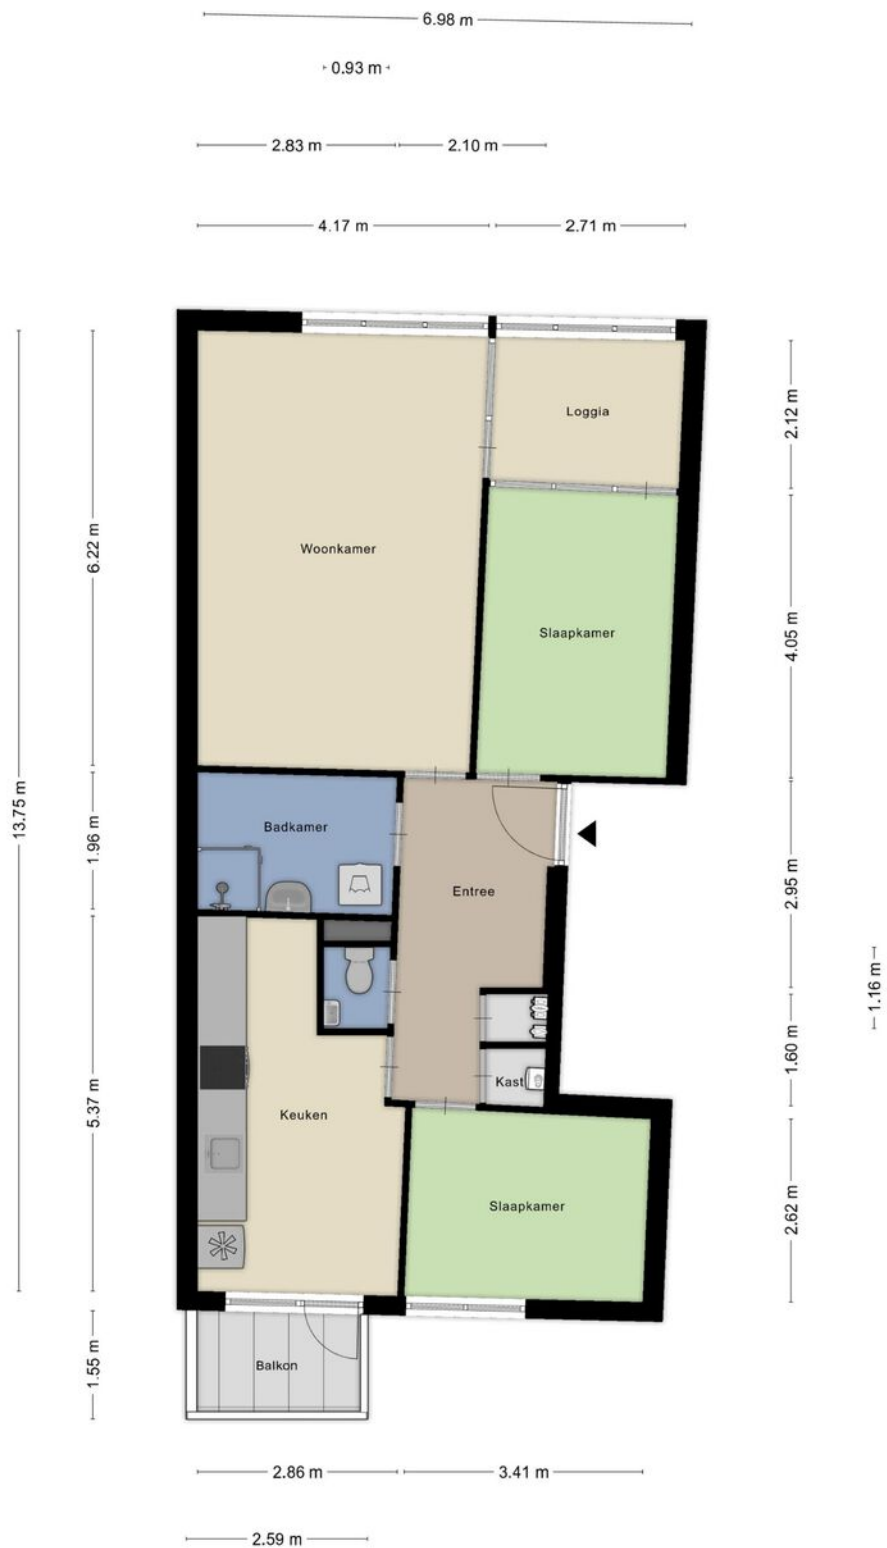 6.98 m
0.93 m
2.83 m
2.10 m
4.17 m
2.71 m
Loggia
2.12 m
6.22 m
Woonkamer
Slaapkamer
4.05 m
13.75 m
Badkamer
1.96 m
Entree
2.95 m
1.16 m
1.60 m
Kast
Keuken
5.37 m
Slaapkamer
2.62 m
Balkon
1.55 m
2.86 m
3.41 m
2.59 m